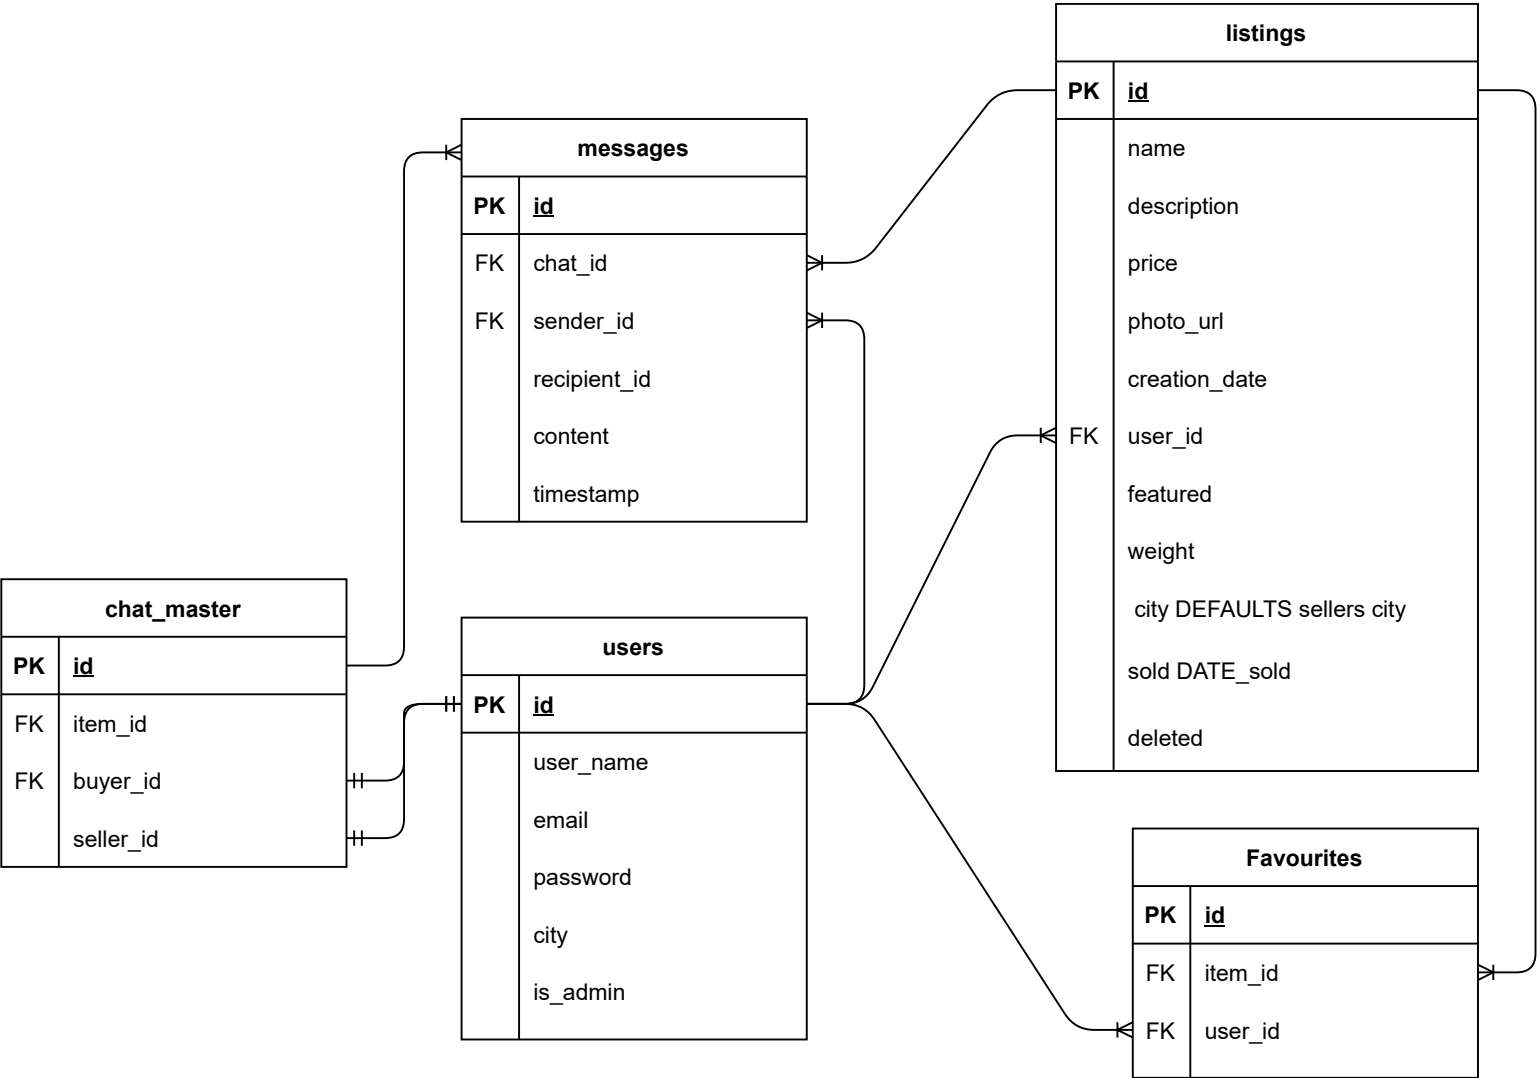 listings
PK id
name
description
price
photo_url
creation_date
FK user_id
featured
weight
city DEFAULTS sellers city
sold DATE_sold
deleted
messages
PK id
FK chat_id
FK sender_id
recipient_id
content
timestamp
chat_master
PK id
FK item_id
FK buyer_id
seller_id
users
PK id
user_name
email
password
city
is_admin
Favourites
PK id
FK item_id
FK user_id